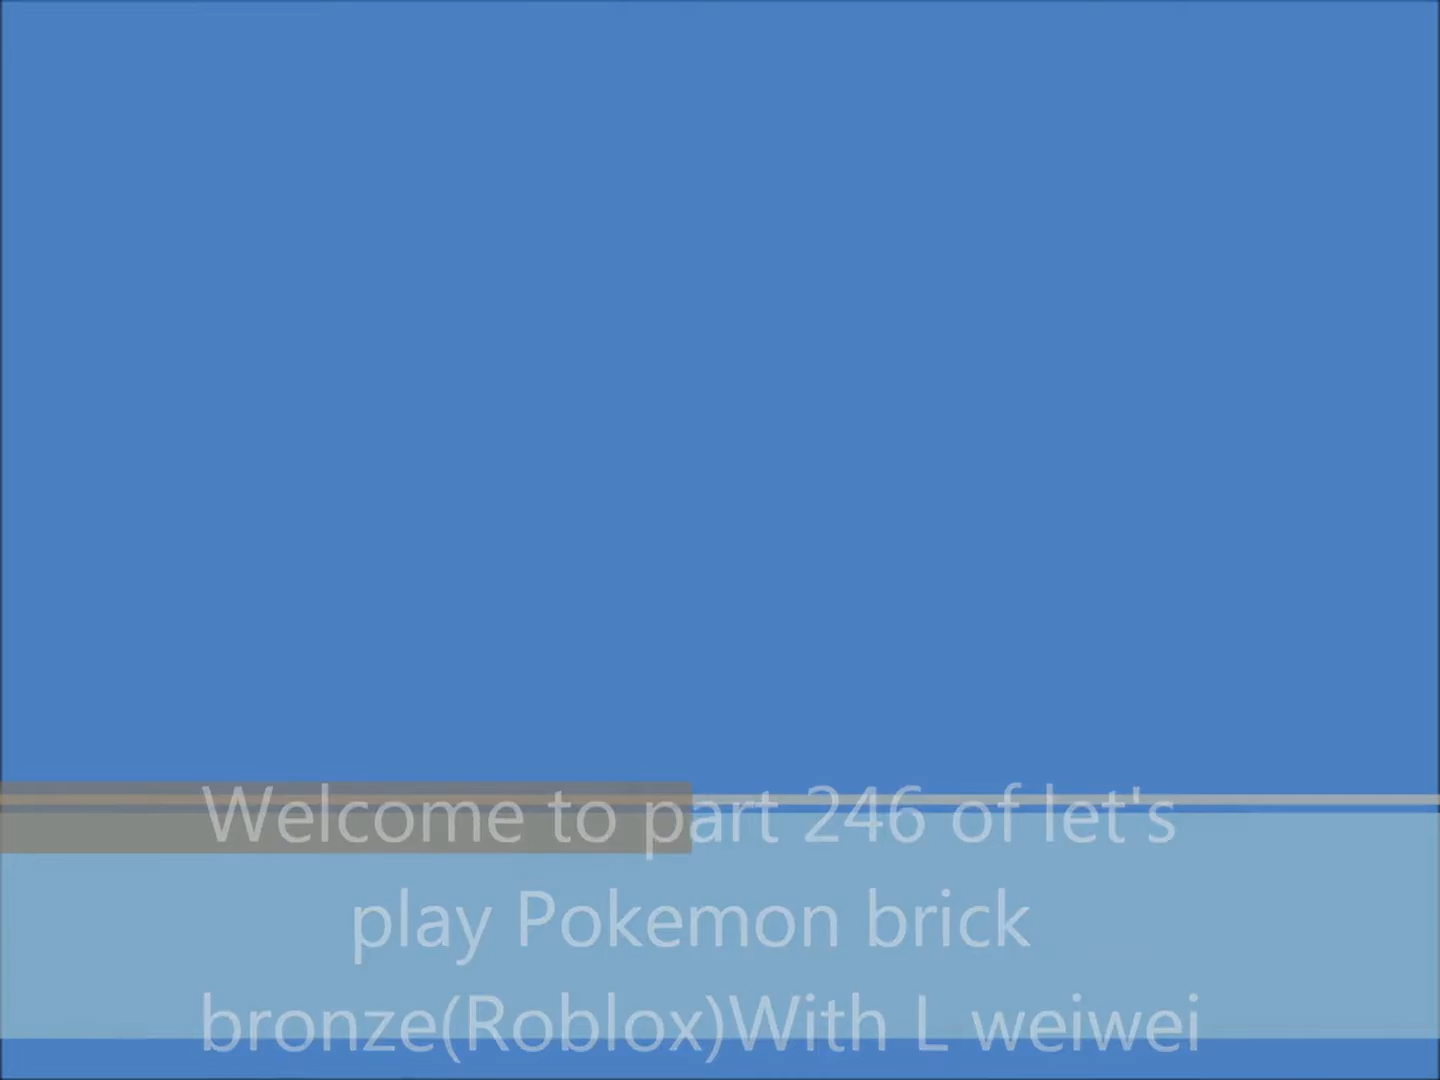 Welcome to part 246 of let's
play Pokemon brick
bronze(Roblox)With L weiwei